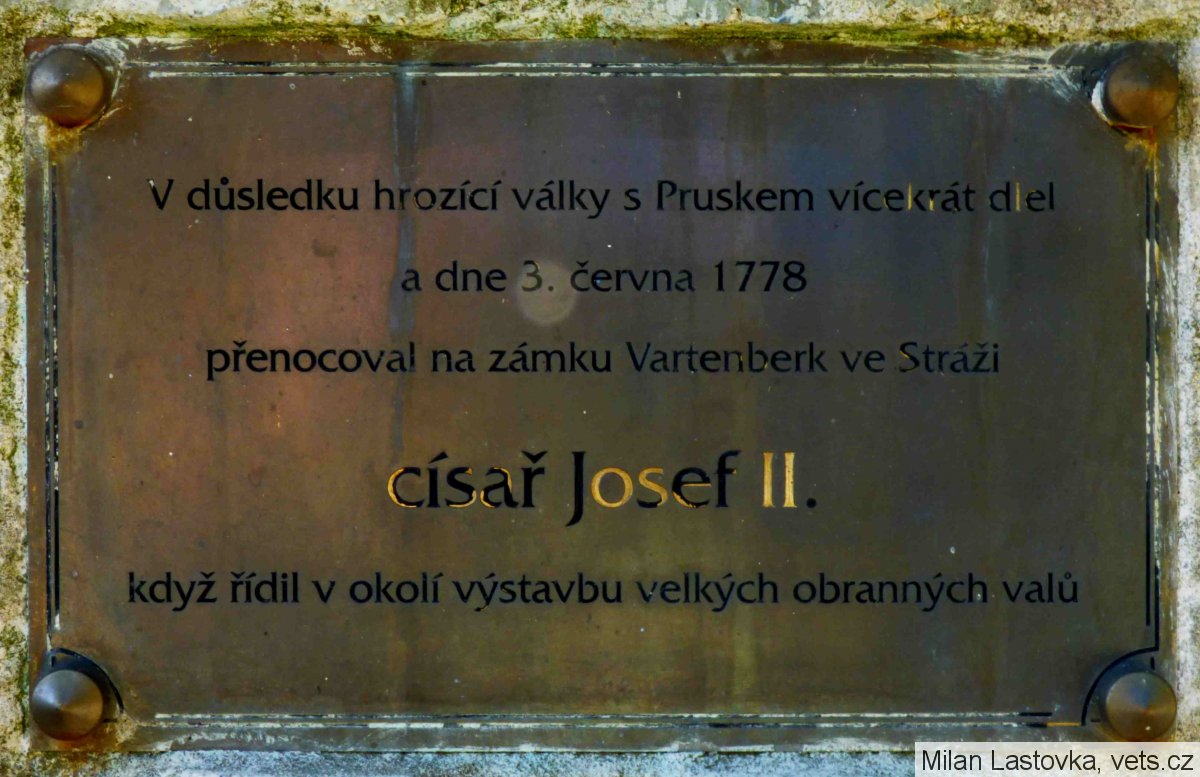 V důsledku hrozící války s Pruskem vícekrát dlel
a dne 3. června 1778
přenocoval na zámku Vartenberk ve Stráži
císař Josef II.
když řídil v okolí výstavbu velkých obranných valů
Milan Lastovka, vets.cz